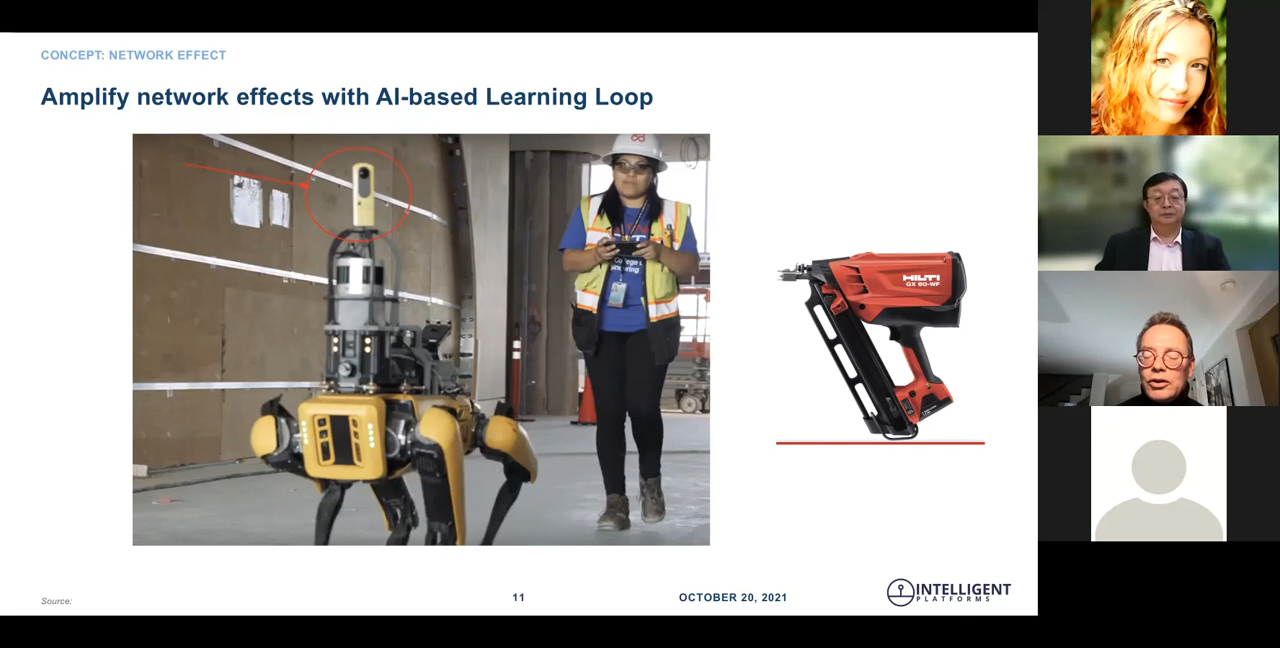 CONCEPT: NETWORK EFFECT
Amplify network effects with AI-based Learning Loop
HILTI
GX 90-WF
Source:
11
OCTOBER 20, 2021
INTELLIGENT
PLATFORMS